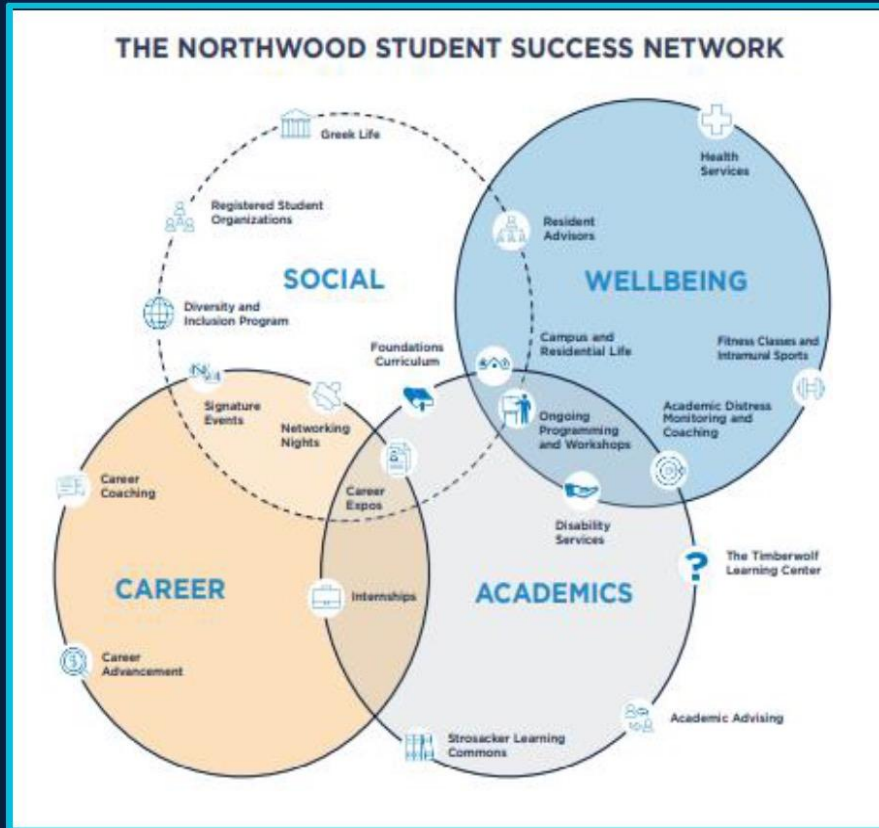 THE NORTHWOOD STUDENT SUCCESS NETWORK
Greek Life
Health
Services
Registered Student
Organizations
Resident
Advisors
SOCIAL
WELLBEING
Diversity and
Inclusion Program
Foundations
Curriculum
Campus and
Residential Life
Fitness Classes and
Intramural Sports
Signature
Events
Networking
Nights
Ongoing
Programming
and Workshops
Academic Distress
Monitoring and
Coaching
Career
Coaching
Career
Expos
Disability
Services
?
The Timberwolf
Learning Center
CAREER
Internships
ACADEMICS
Career
Advancement
Academic Advising
Strosacker Learning
Commons